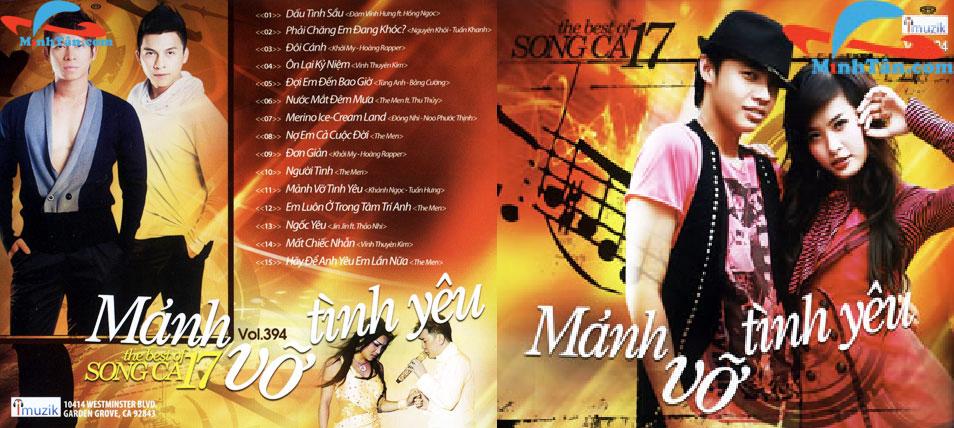 MinhTân.com
<<01>> Dấu Tình Sầu <Đàm Vĩnh Hưng ft. Hồng Ngọc>
<<02>> Phải Chăng Em Đang Khóc? <Nguyên Khôi - Tuấn Khanh>
<<03>> Đôi Cánh <Khởi My - Hoàng Rapper>
<<04>> Ôn Lại Kỷ Niệm <Vĩnh Thuyên Kim>
<<05>> Đợi Em Đến Bao Giờ <Tùng Anh - Băng Cường>
<<06>> Nước Mắt Đêm Mưa <The Men ft. Thu Thủy>
<<07>> Merino Ice-Cream Land <Đông Nhi - Noo Phước Thịnh>
<<08>> Nợ Em Cả Cuộc Đời <The Men>
<<09>> Đơn Giản <Khởi My - Hoàng Rapper>
<<10>> Người Tình <The Men>
<<11>> Mảnh Vỡ Tình Yêu <Khánh Ngọc - Tuấn Hưng>
<<12>> Em Luôn Ở Trong Tâm Trí Anh <The Men>
<<13>> Ngốc Yêu <Jin Jin ft. Thảo Nhi>
<<14>> Mất Chiếc Nhẫn <Vĩnh Thuyên Kim>
<<15>> Hãy Để Anh Yêu Em Lần Nữa <The Men>
Mảnh vỡ tình yêu
Vol.394
the best of
SONG CA 17
muzik
10414 WESTMINSTER BLVD.
GARDEN GROVE, CA 92843
the best of
SONG CA 17
muzik
MinhTân.com
Mảnh vỡ tình yêu